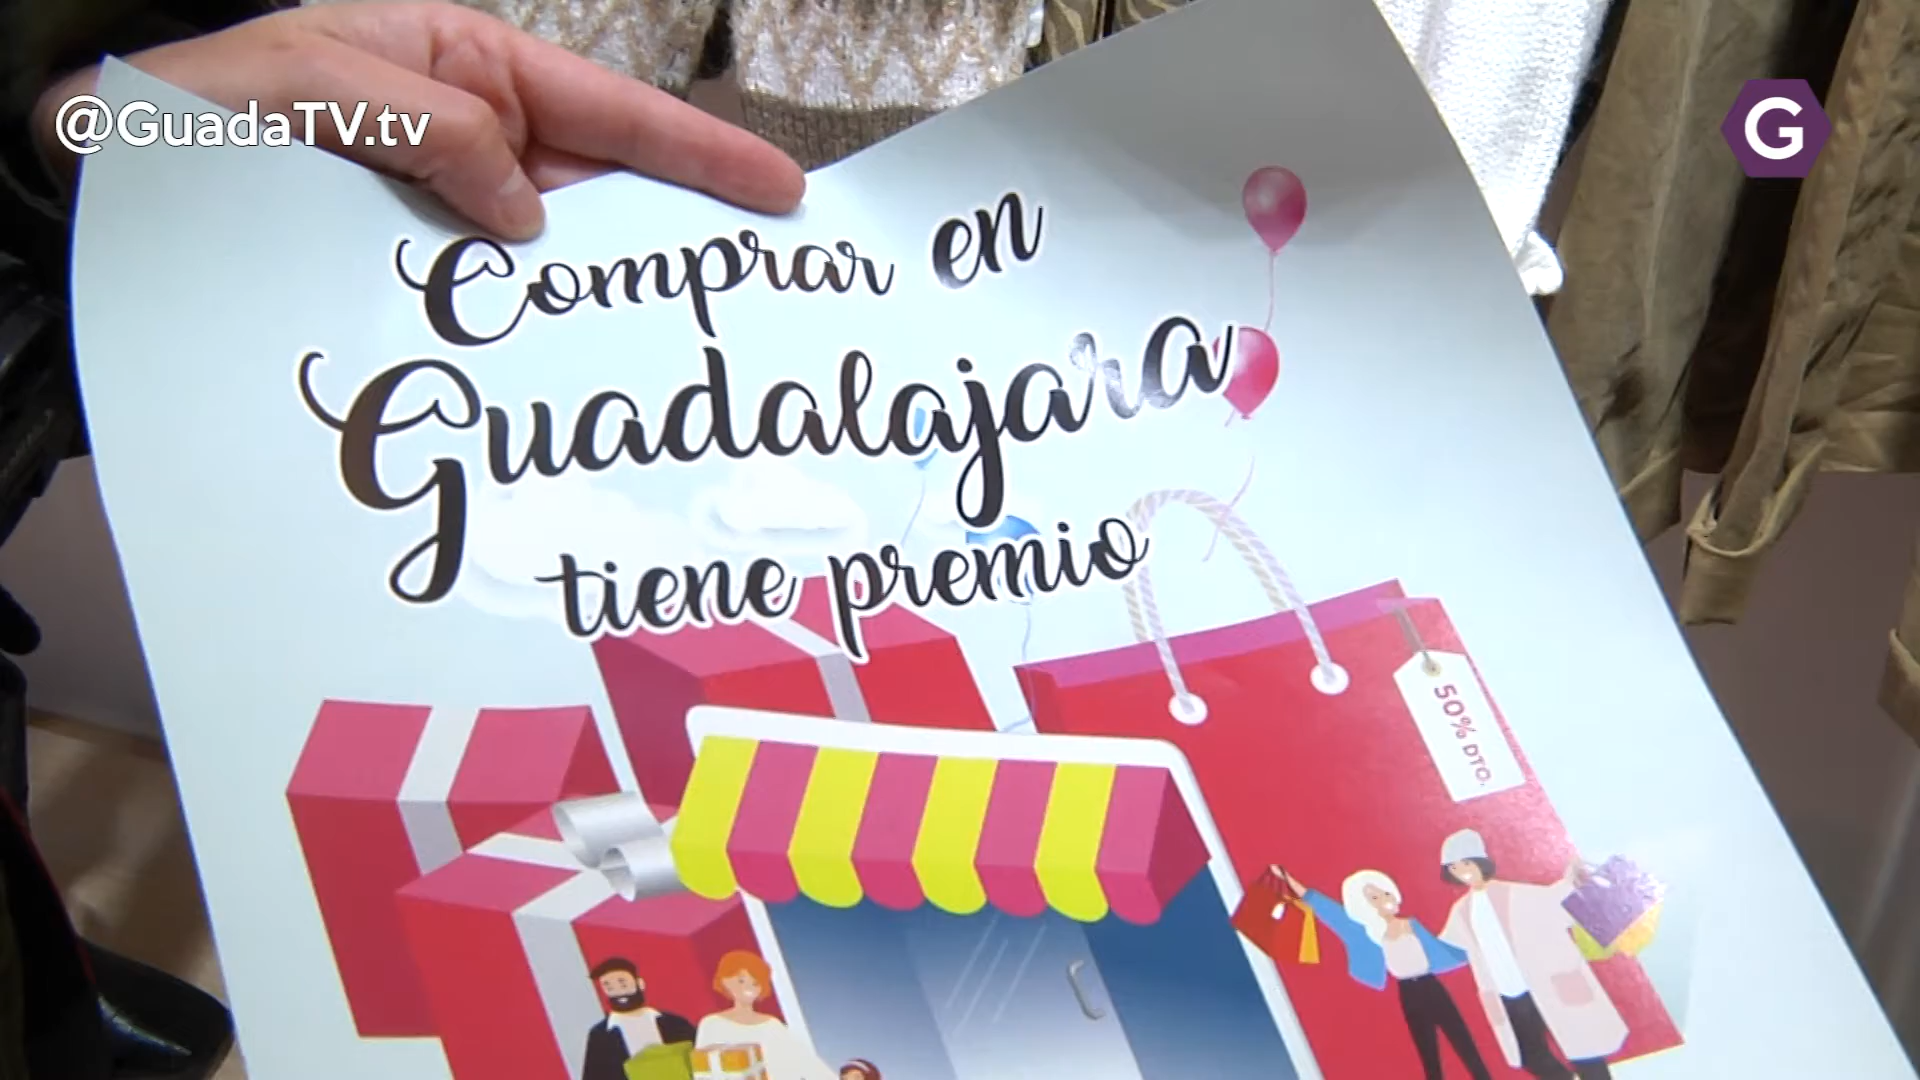 @GuadaTV.tv
G
Comprar en
Guadalajara
tiene premio
50% DTO.